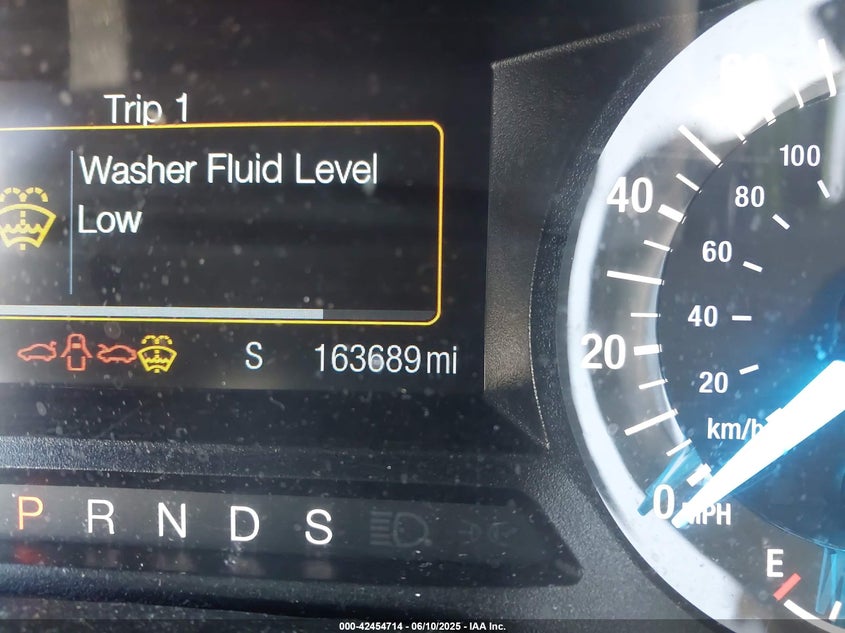 Trip 1
Washer Fluid Level
Low
S 163689 mi
P R N D S
40
20
0
MPH
100
80
60
40
20
km/h
E
000-42454714 - 06/10/2025 - IAA Inc.